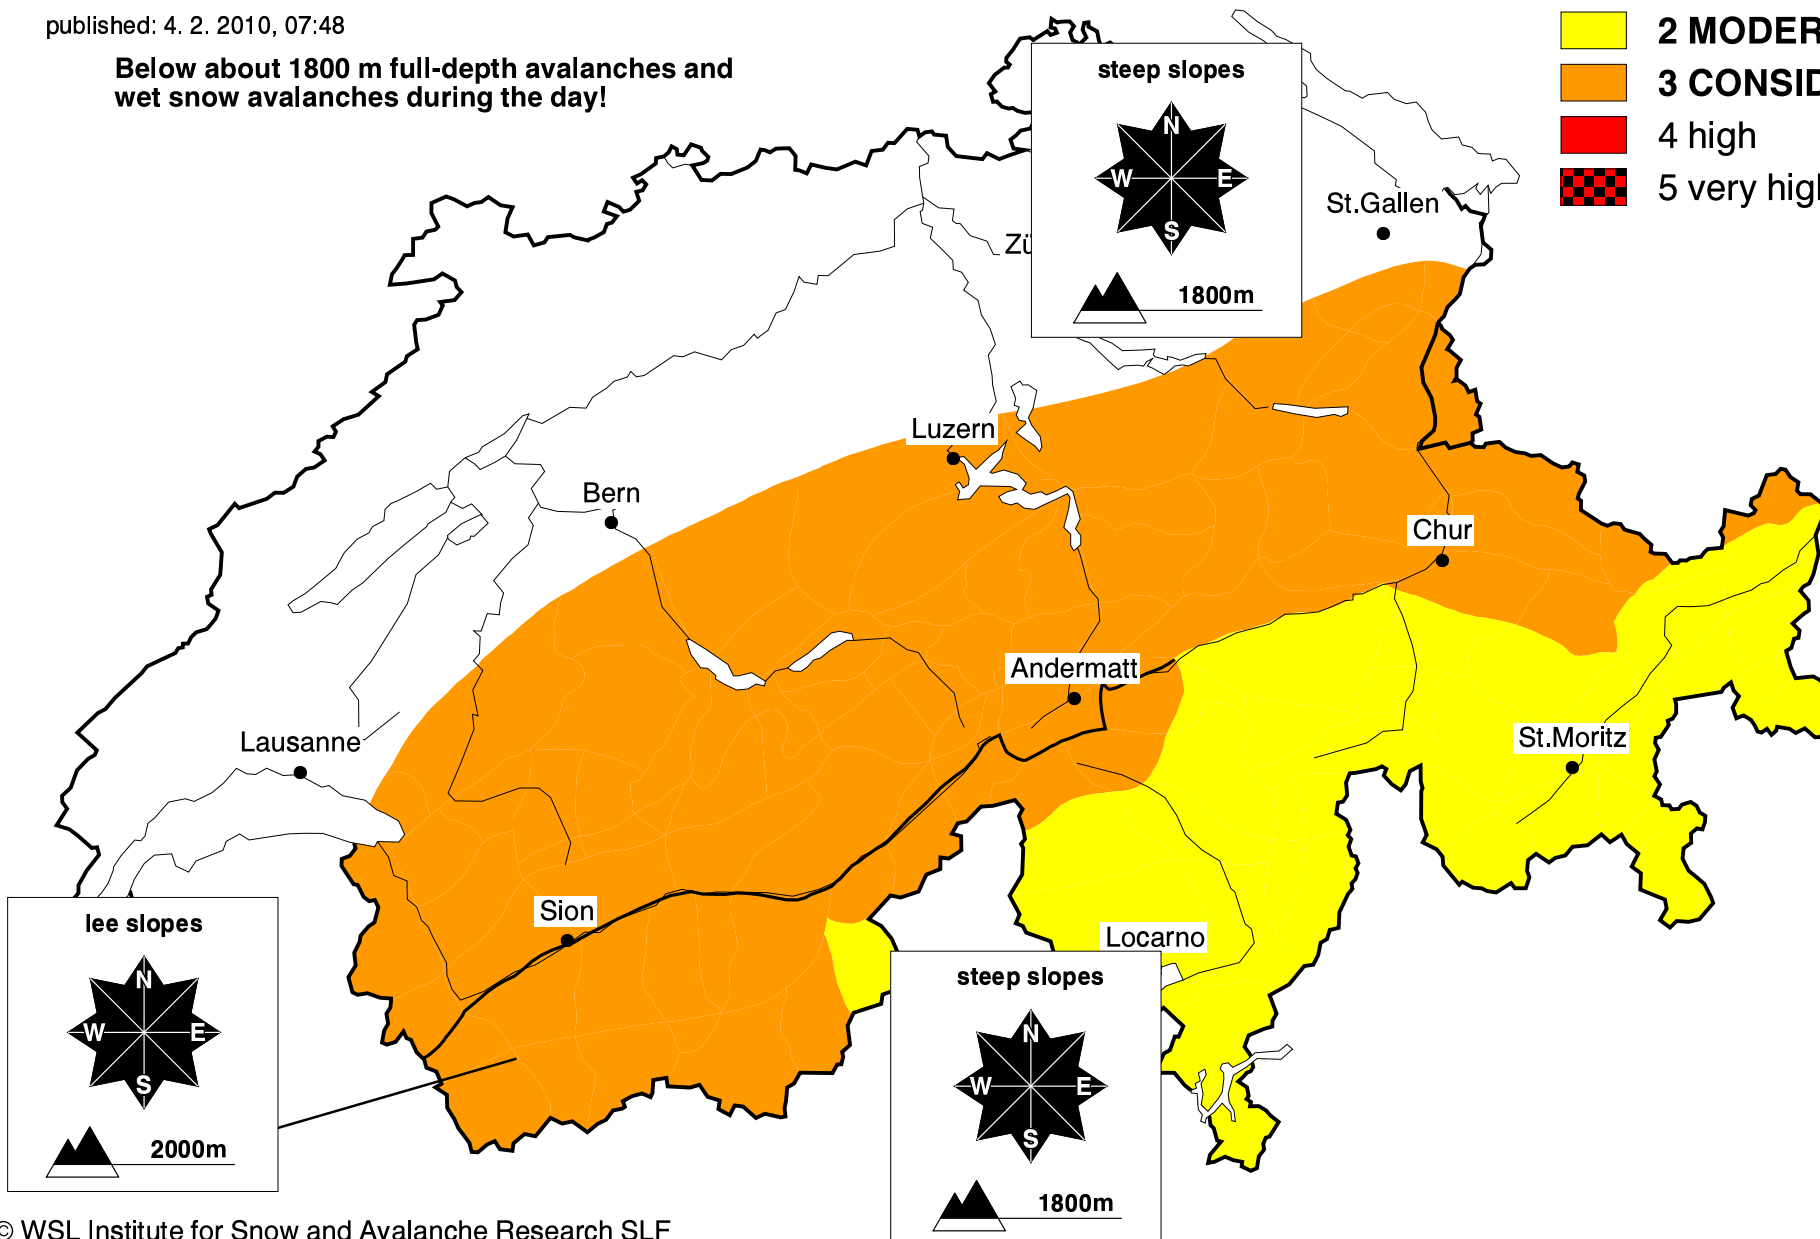 published: 4. 2. 2010, 07:48
Below about 1800 m full-depth avalanches and
wet snow avalanches during the day!
2 MODER
3 CONSID
4 high
5 very high
steep slopes
N
W E
S
1800m
St.Gallen
Zü
Luzern
Bern
Chur
Andermatt
Lausanne
St.Moritz
Sion
Locarno
lee slopes
N
W E
S
2000m
steep slopes
N
W E
S
1800m
© WSL Institute for Snow and Avalanche Research SLF